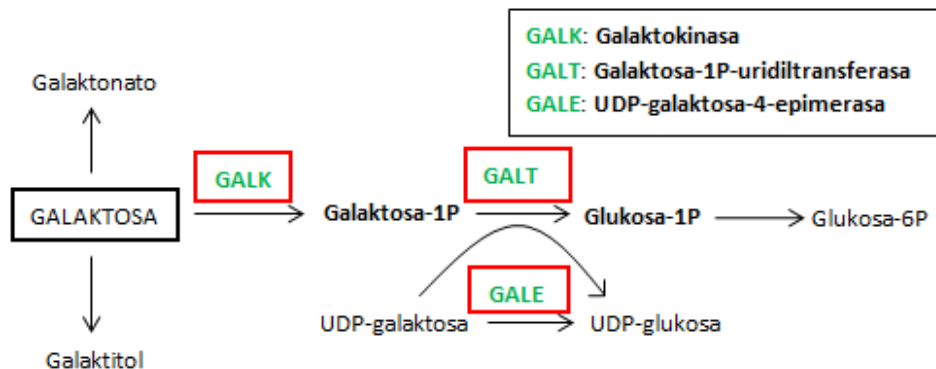 GALK: Galaktokinasa
GALT: Galaktosa-1P-uridiltransferasa
GALE: UDP-galaktosa-4-epimerasa
Galaktonato
GALK
GALT
GALAKTOSA
Galaktosa-1P
Glukosa-1P
Glukosa-6P
GALE
UDP-galaktosa
UDP-glukosa
Galaktitol